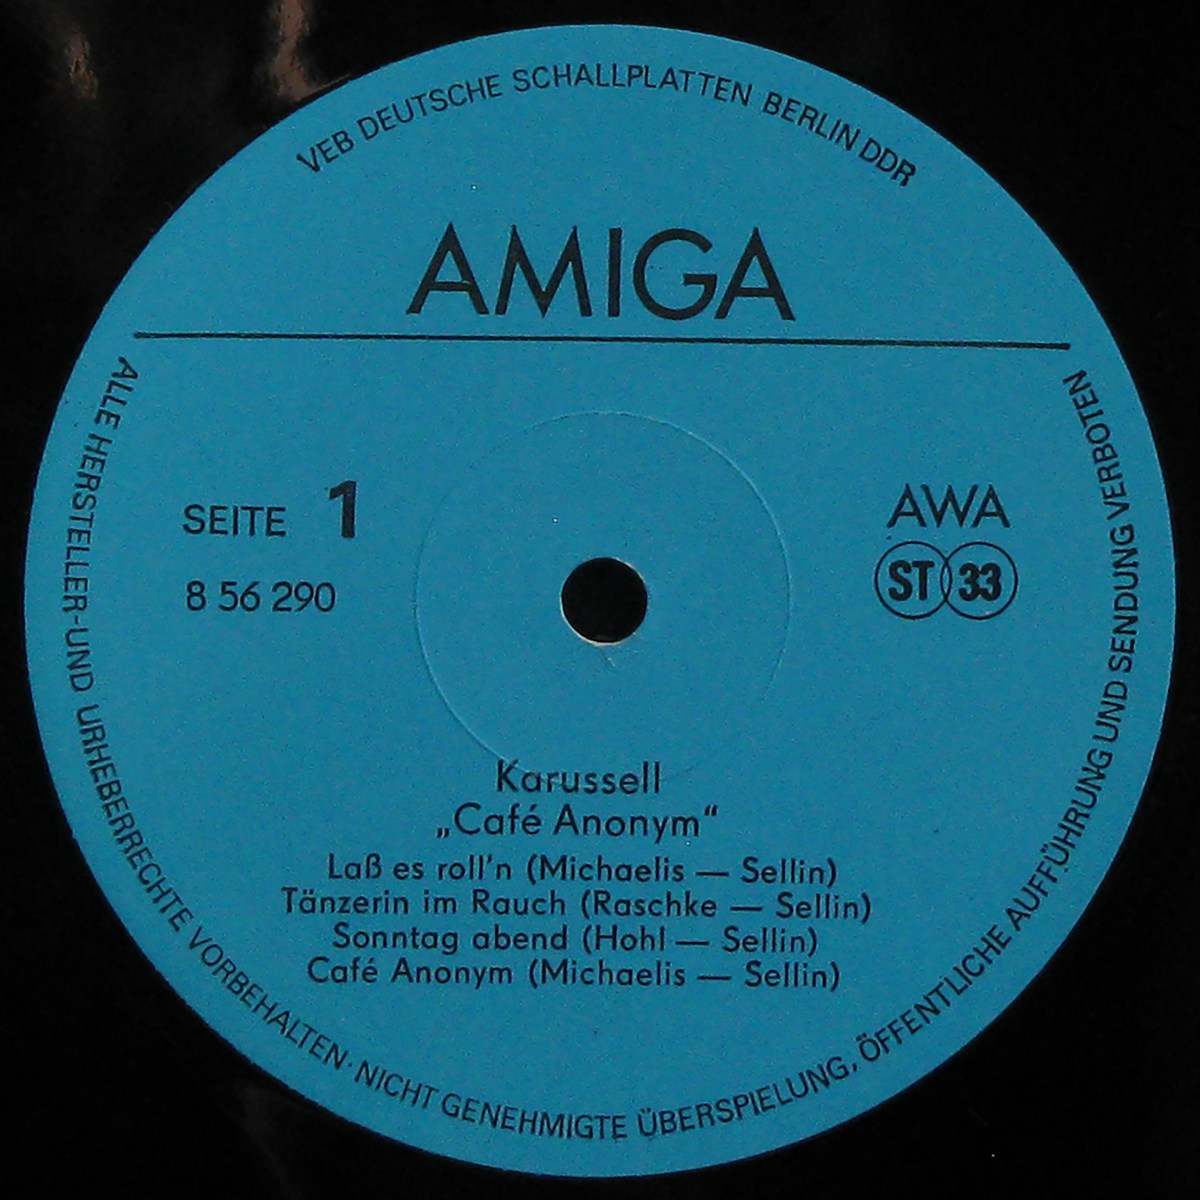 VEB DEUTSCHE SCHALLPLATTEN BERLIN DDR
AMIGA
SEITE 1
8 56 290
AWA
ST 33
Karussell
„Café Anonym“
Laß es roll'n (Michaelis — Sellin)
Tänzerin im Rauch (Raschke — Sellin)
Sonntag abend (Hohl — Sellin)
Café Anonym (Michaelis — Sellin)
ALLE HERSTELLER-UND URHEBERRECHTE VORBEHALTEN· NICHT GENEHMIGTE ÜBERSPIELUNG, ÖFFENTLICHE AUFFÜHRUNG UND SENDUNG VERBOTEN